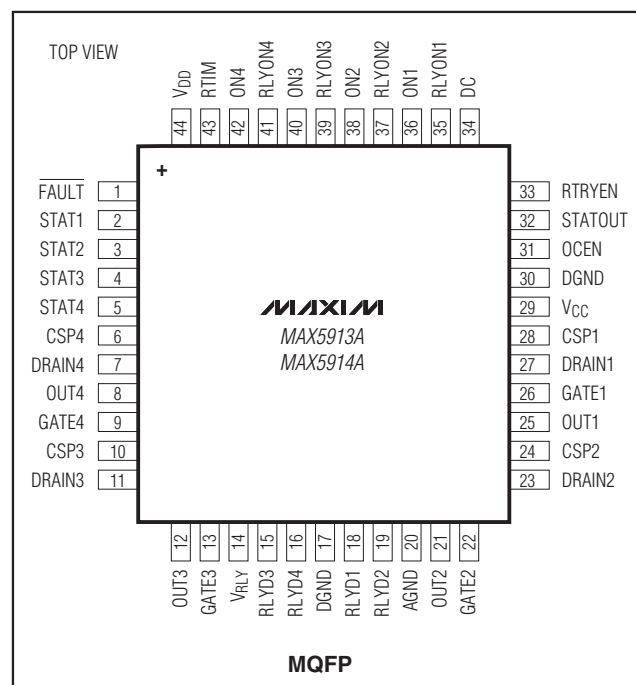 TOP VIEW
VDD
RTIM
ON4
RLYON4
ON3
RLYON3
ON2
RLYON2
ON1
RLYON1
DC
44
43
42
41
40
39
38
37
36
35
34
+
FAULT 1
STAT1 2
STAT2 3
STAT3 4
STAT4 5
CSP4 6
DRAIN4 7
OUT4 8
GATE4 9
CSP3 10
DRAIN3 11
MAXIM
MAX5913A
MAX5914A
33 RTRYEN
32 STATOUT
31 OCEN
30 DGND
29 VCC
28 CSP1
27 DRAIN1
26 GATE1
25 OUT1
24 CSP2
23 DRAIN2
12
13
14
15
16
17
18
19
20
21
22
OUT3
GATE3
VRLY
RLYD3
RLYD4
DGND
RLYD1
RLYD2
AGND
OUT2
GATE2
MQFP